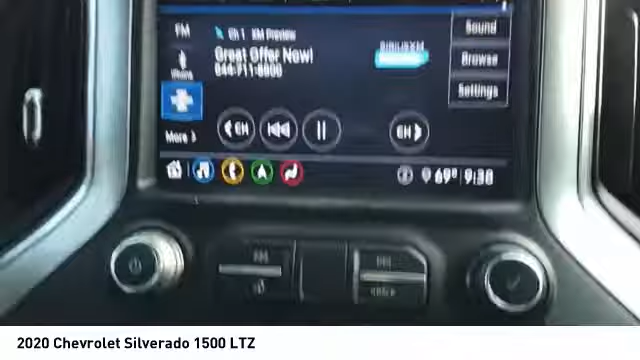 FM
Ch 1 XM Preview
Great Offer Now!
844-711-8800
SIRIUSXM
Sound
Browse
Settings
More
CH
CH
69° 9:38
2020 Chevrolet Silverado 1500 LTZ